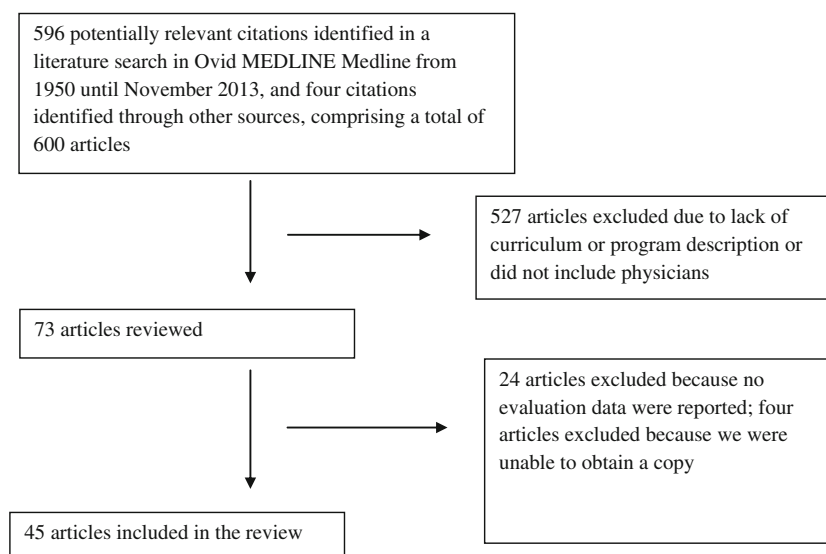 596 potentially relevant citations identified in a
literature search in Ovid MEDLINE Medline from
1950 until November 2013, and four citations
identified through other sources, comprising a total of
600 articles
527 articles excluded due to lack of
curriculum or program description or
did not include physicians
73 articles reviewed
24 articles excluded because no
evaluation data were reported; four
articles excluded because we were
unable to obtain a copy
45 articles included in the review